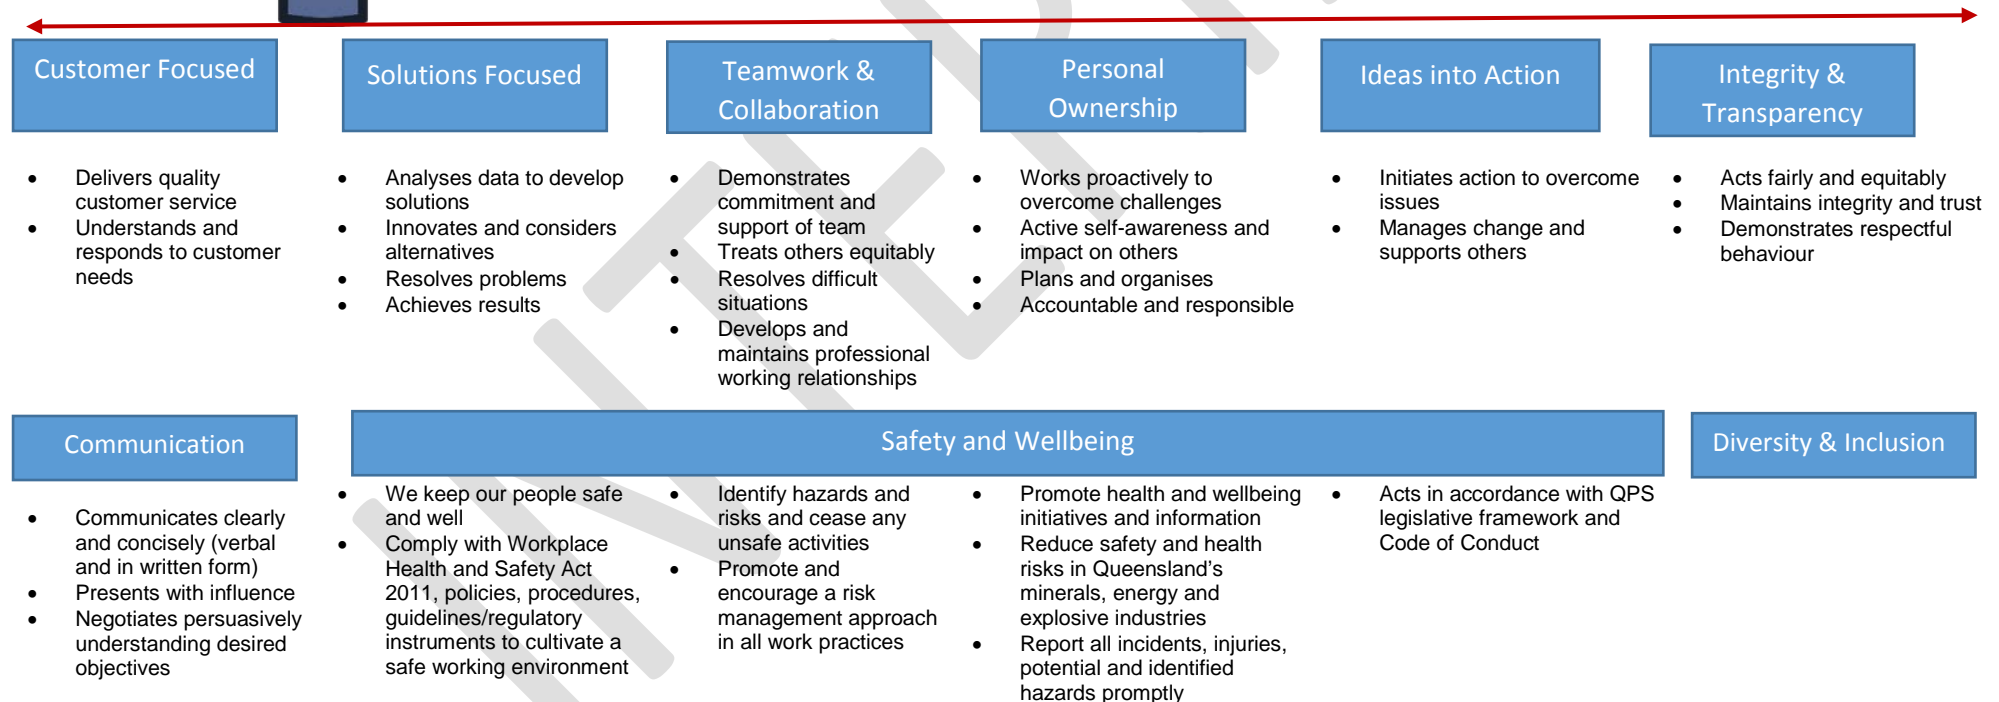 Customer Focused
• Delivers quality
customer service
• Understands and
responds to customer
needs
Solutions Focused
• Analyses data to develop
solutions
• Innovates and considers
alternatives
• Resolves problems
• Achieves results
Teamwork &
Collaboration
• Demonstrates
commitment and
support of team
• Treats others equitably
• Resolves difficult
situations
• Develops and
maintains professional
working relationships
Personal
Ownership
• Works proactively to
overcome challenges
• Active self-awareness and
impact on others
• Plans and organises
• Accountable and responsible
Ideas into Action
• Initiates action to overcome
issues
• Manages change and
supports others
Integrity &
Transparency
• Acts fairly and equitably
• Maintains integrity and trust
• Demonstrates respectful
behaviour
Communication
• Communicates clearly
and concisely (verbal
and in written form)
• Presents with influence
• Negotiates persuasively
understanding desired
objectives
Safety and Wellbeing
• We keep our people safe
and well
• Comply with Workplace
Health and Safety Act
2011, policies, procedures,
guidelines/regulatory
instruments to cultivate a
safe working environment
• Identify hazards and
risks and cease any
unsafe activities
• Promote and
encourage a risk
management approach
in all work practices
• Promote health and wellbeing
initiatives and information
• Reduce safety and health
risks in Queensland's
minerals, energy and
explosive industries
• Report all incidents, injuries,
potential and identified
hazards promptly
• Acts in accordance with QPS
legislative framework and
Code of Conduct
Diversity & Inclusion